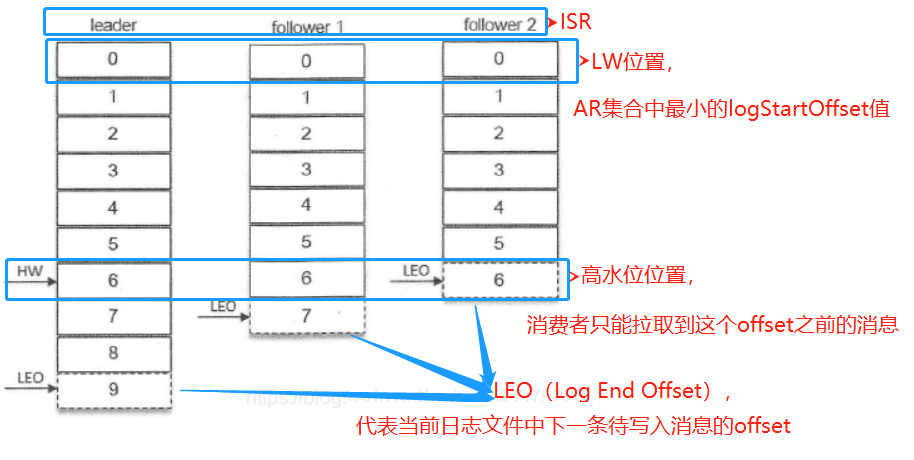 leader follower 1 follower 2 ISR
0 0 0 LW位置，
1 1 1 AR集合中最小的logStartOffset值
2 2 2
3 3 3
4 4 4
5 5 5
HW 6 6 LEO 6 高水位位置，
7 LEO 7 消费者只能拉取到这个offset之前的消息
8
LEO 9 LEO（Log End Offset），
代表当前日志文件中下一条待写入消息的offset